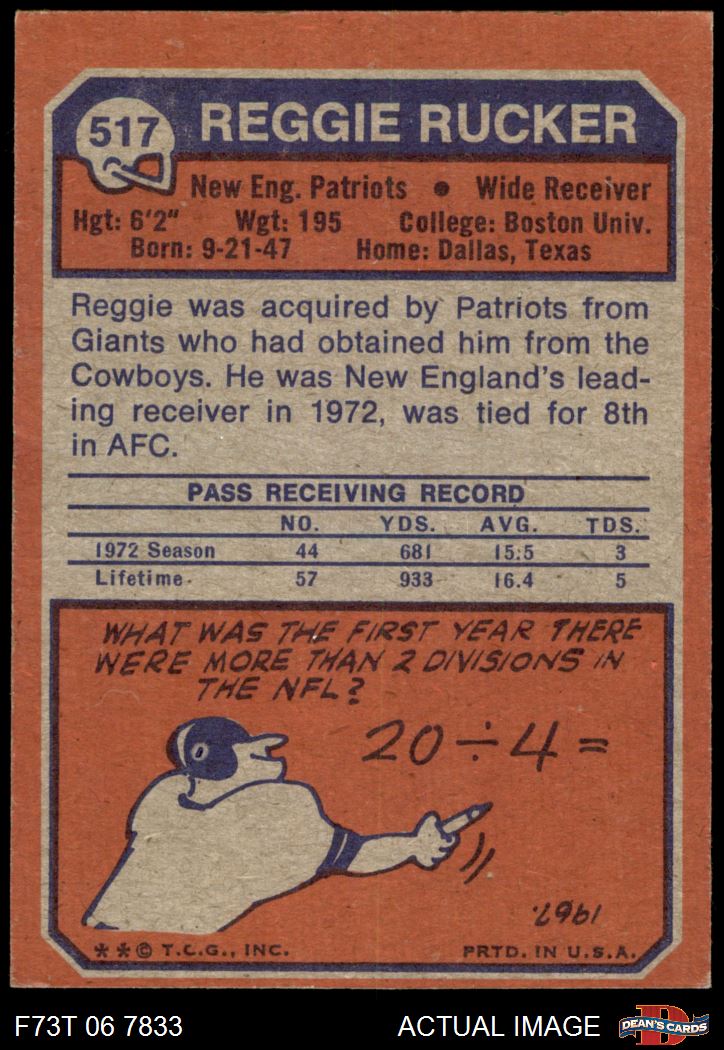 517 REGGIE RUCKER
New Eng. Patriots • Wide Receiver
Hgt: 6'2" Wgt: 195 College: Boston Univ.
Born: 9-21-47 Home: Dallas, Texas
Reggie was acquired by Patriots from
Giants who had obtained him from the
Cowboys. He was New England's lead-
ing receiver in 1972, was tied for 8th
in AFC.
PASS RECEIVING RECORD
NO. YDS. AVG. TDS.
1972 Season 44 681 15.5 3
Lifetime 57 933 16.4 5
WHAT WAS THE FIRST YEAR THERE
WERE MORE THAN 2 DIVISIONS IN
THE NFL?
20 ÷ 4 =
1967.
**© T.C.G., INC. PRTD. IN U.S.A.
F73T 06 7833 ACTUAL IMAGE D DEAN'S CARDS